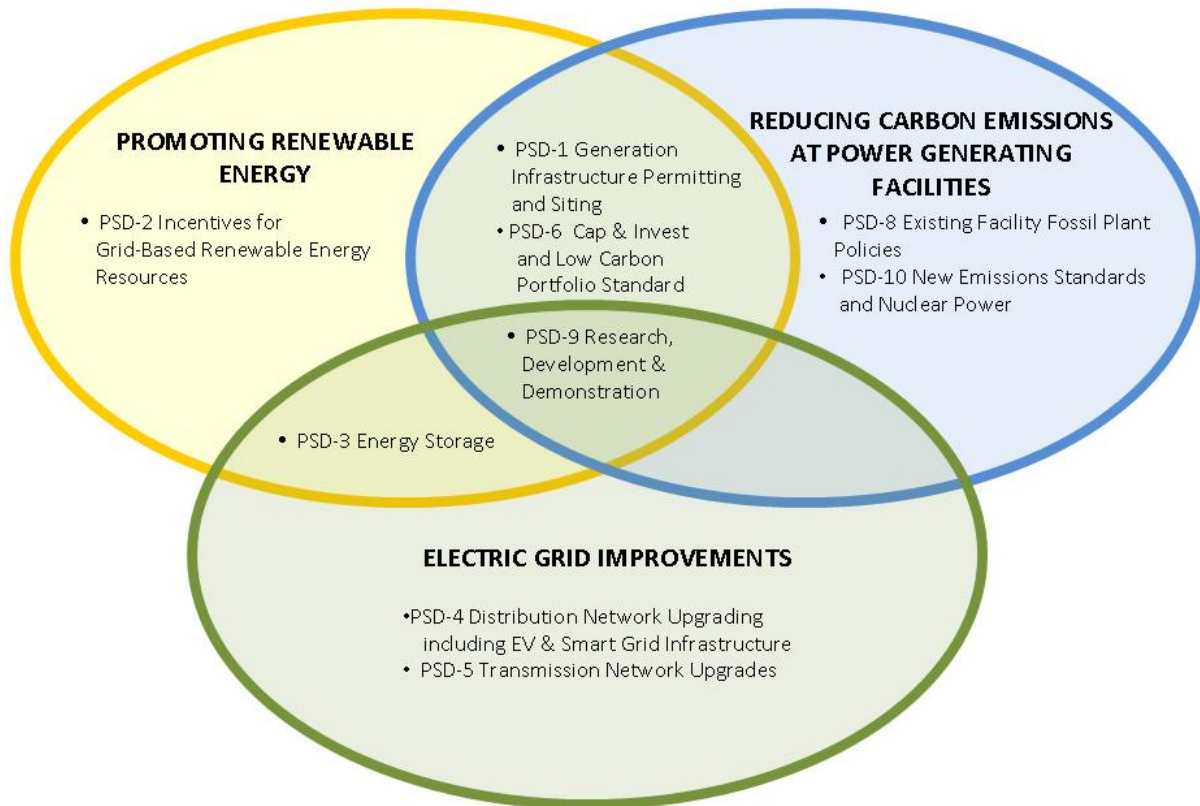 PROMOTING RENEWABLE
ENERGY
• PSD-2 Incentives for
Grid-Based Renewable Energy
Resources
• PSD-1 Generation
Infrastructure Permitting
and Siting
• PSD-6 Cap & Invest
and Low Carbon
Portfolio Standard
REDUCING CARBON EMISSIONS
AT POWER GENERATING
FACILITIES
• PSD-8 Existing Facility Fossil Plant
Policies
• PSD-10 New Emissions Standards
and Nuclear Power
• PSD-9 Research,
Development &
Demonstration
• PSD-3 Energy Storage
ELECTRIC GRID IMPROVEMENTS
•PSD-4 Distribution Network Upgrading
including EV & Smart Grid Infrastructure
• PSD-5 Transmission Network Upgrades